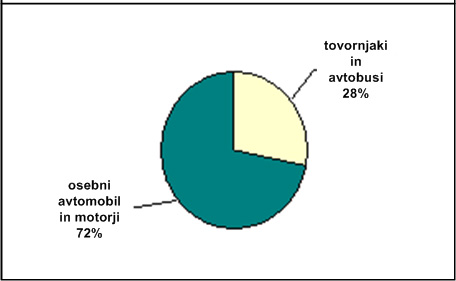 tovornjaki
in
avtobusi
28%
osebni
avtomobil
in motorji
72%